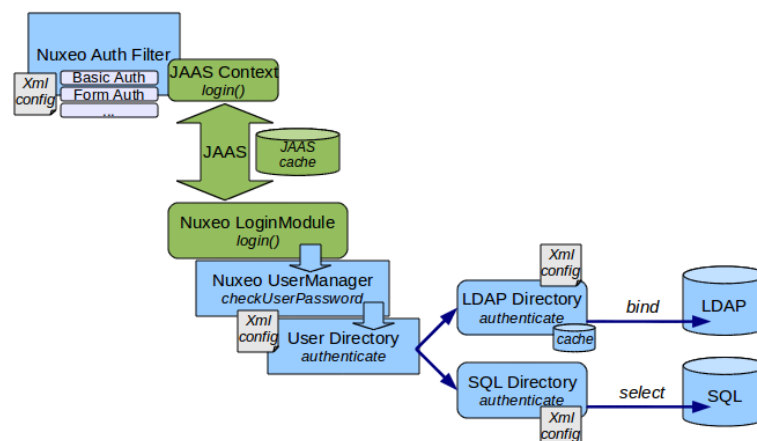 Nuxeo Auth Filter
Xml
config
Basic Auth
Form Auth
...
JAAS Context
login()
JAAS
JAAS
cache
Nuxeo LoginModule
login()
Nuxeo UserManager
checkUserPassword
Xml
config
User Directory
authenticate
Xml
config
LDAP Directory
authenticate
cache
bind
LDAP
SQL Directory
authenticate
Xml
config
select
SQL